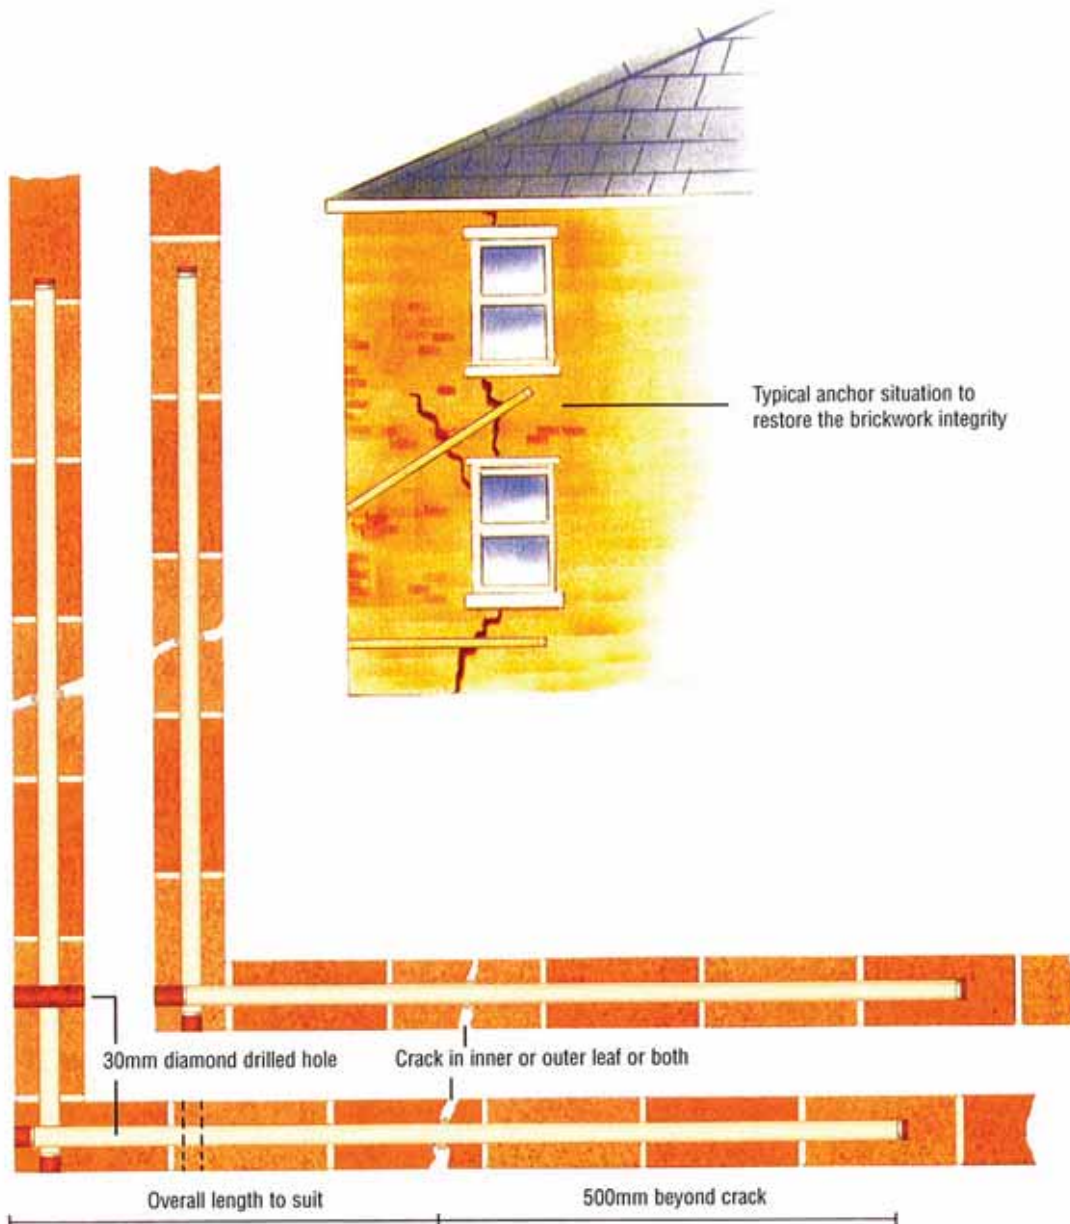 Typical anchor situation to
restore the brickwork integrity
30mm diamond drilled hole
Crack in inner or outer leaf or both
Overall length to suit
500mm beyond crack